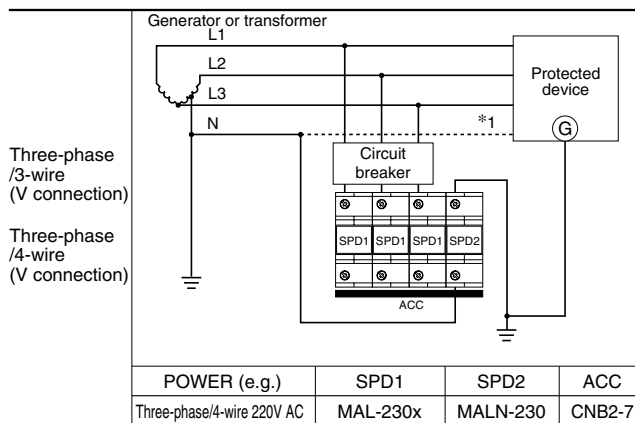 Generator or transformer
L1
L2
L3
N
*1
Protected
device
G
Circuit
breaker
Three-phase
/3-wire
(V connection)
Three-phase
/4-wire
(V connection)
SPD1 SPD1 SPD1 SPD2
ACC
POWER (e.g.) SPD1 SPD2 ACC
Three-phase/4-wire 220V AC MAL-230x MALN-230 CNB2-7